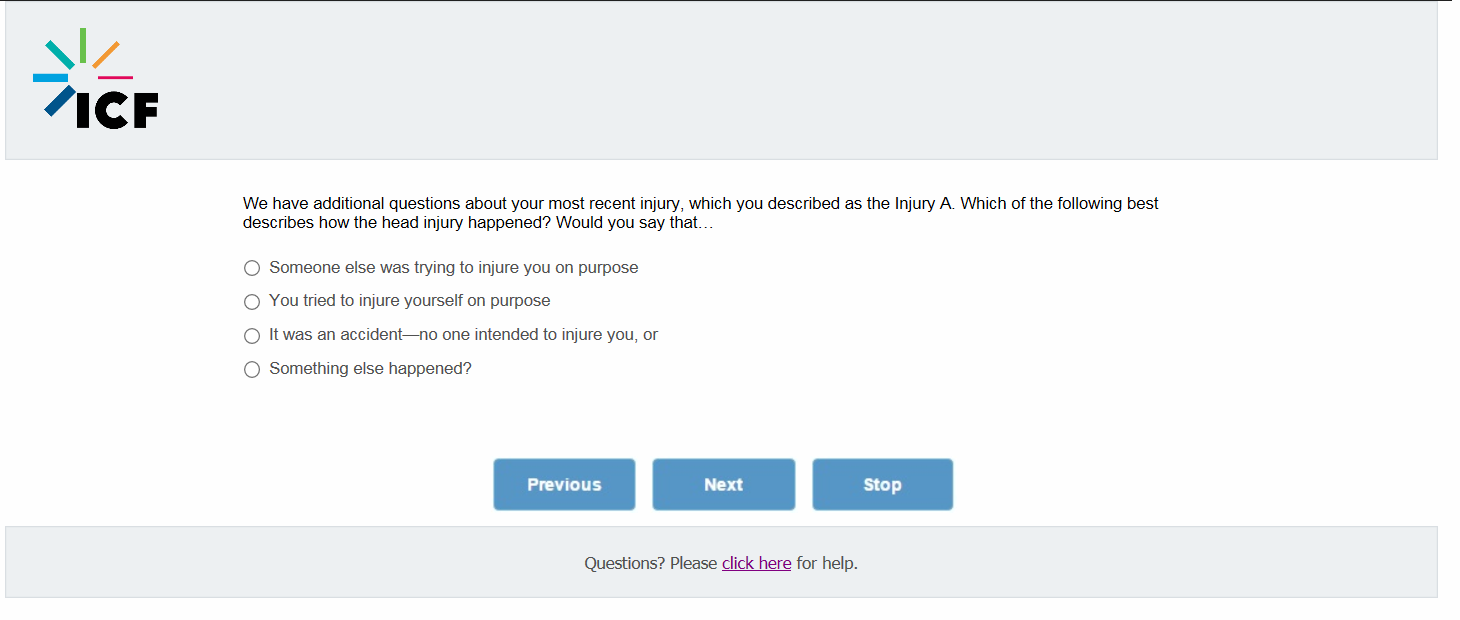 ICF
We have additional questions about your most recent injury, which you described as the Injury A. Which of the following best
describes how the head injury happened? Would you say that…
Someone else was trying to injure you on purpose
You tried to injure yourself on purpose
It was an accident—no one intended to injure you, or
Something else happened?
Previous Next Stop
Questions? Please click here for help.